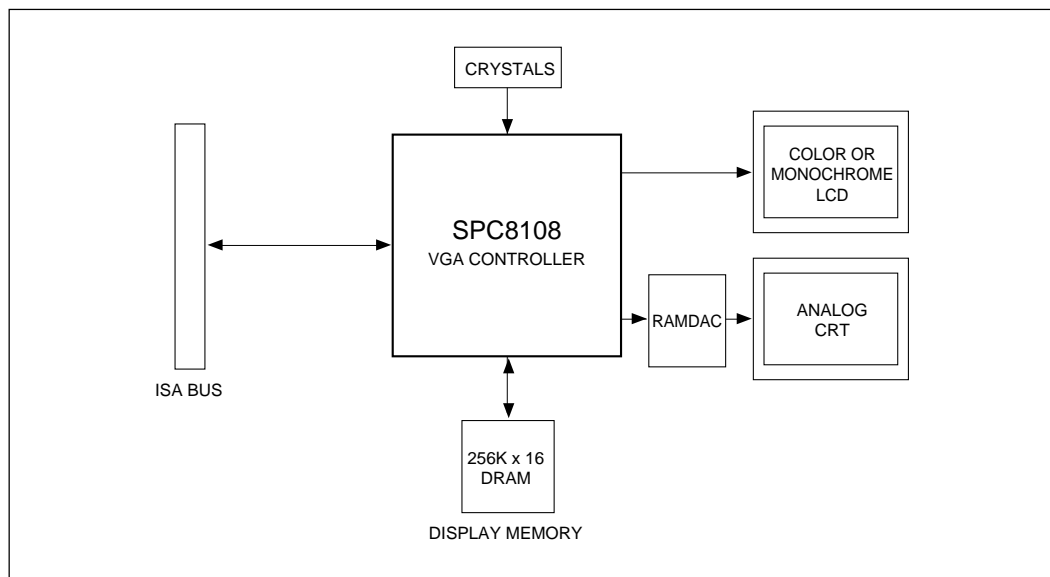 CRYSTALS
COLOR OR
MONOCHROME
LCD
SPC8108
VGA CONTROLLER
RAMDAC
ANALOG
CRT
ISA BUS
256K x 16
DRAM
DISPLAY MEMORY